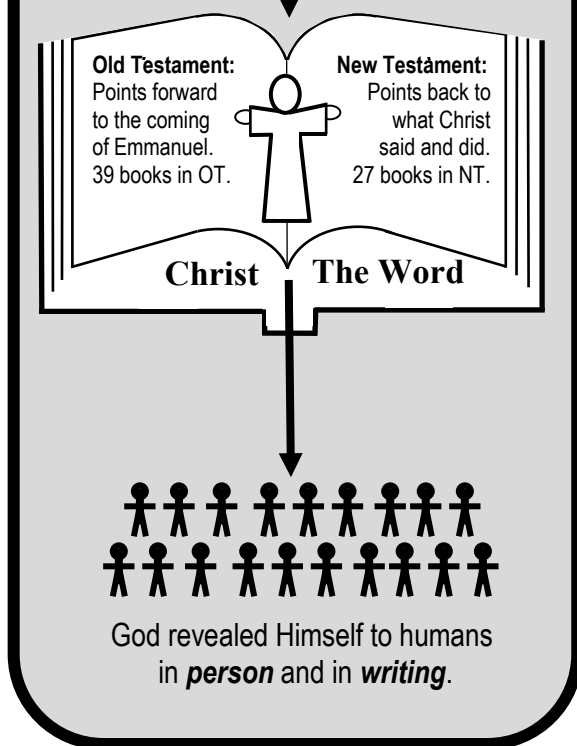 Old Testament:
Points forward
to the coming
of Emmanuel.
39 books in OT.
New Testament:
Points back to
what Christ
said and did.
27 books in NT.
Christ The Word
God revealed Himself to humans
in person and in writing.